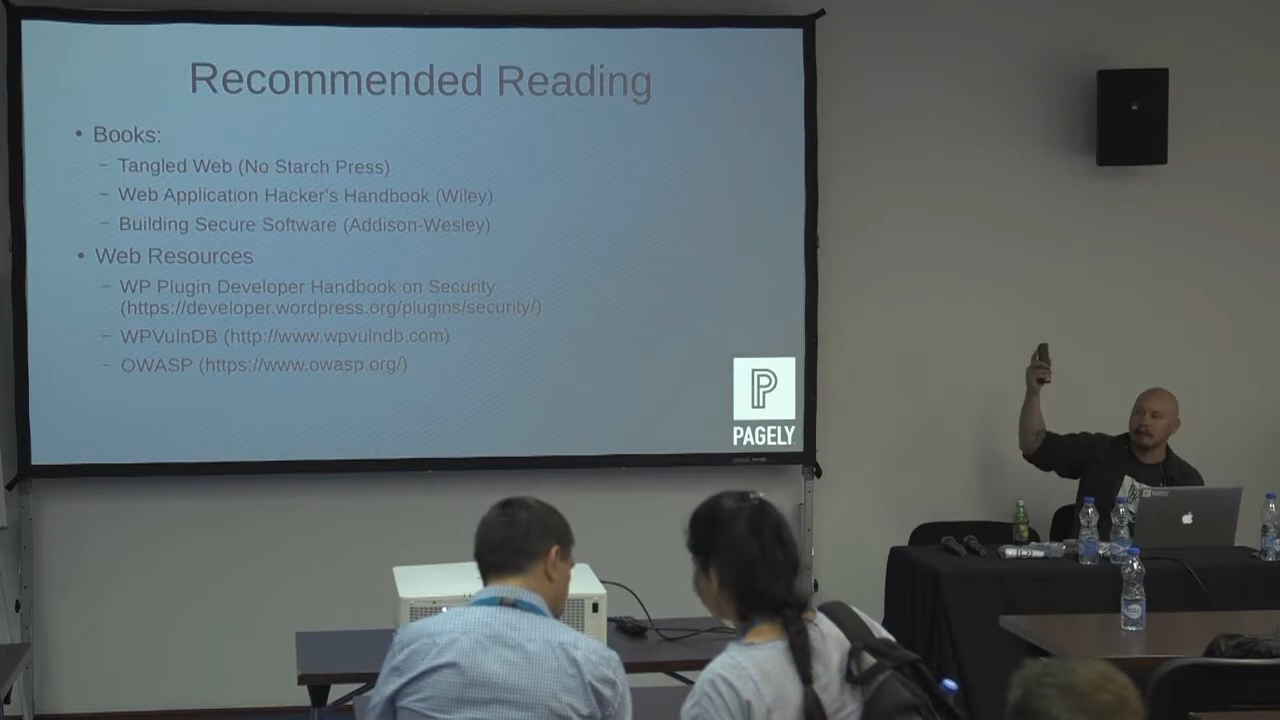 Recommended Reading
• Books:
– Tangled Web (No Starch Press)
– Web Application Hacker's Handbook (Wiley)
– Building Secure Software (Addison-Wesley)
• Web Resources
– WP Plugin Developer Handbook on Security
(https://developer.wordpress.org/plugins/security/)
– WPVulnDB (http://www.wpvulndb.com)
– OWASP (https://www.owasp.org/)
PAGELY
PAGELY